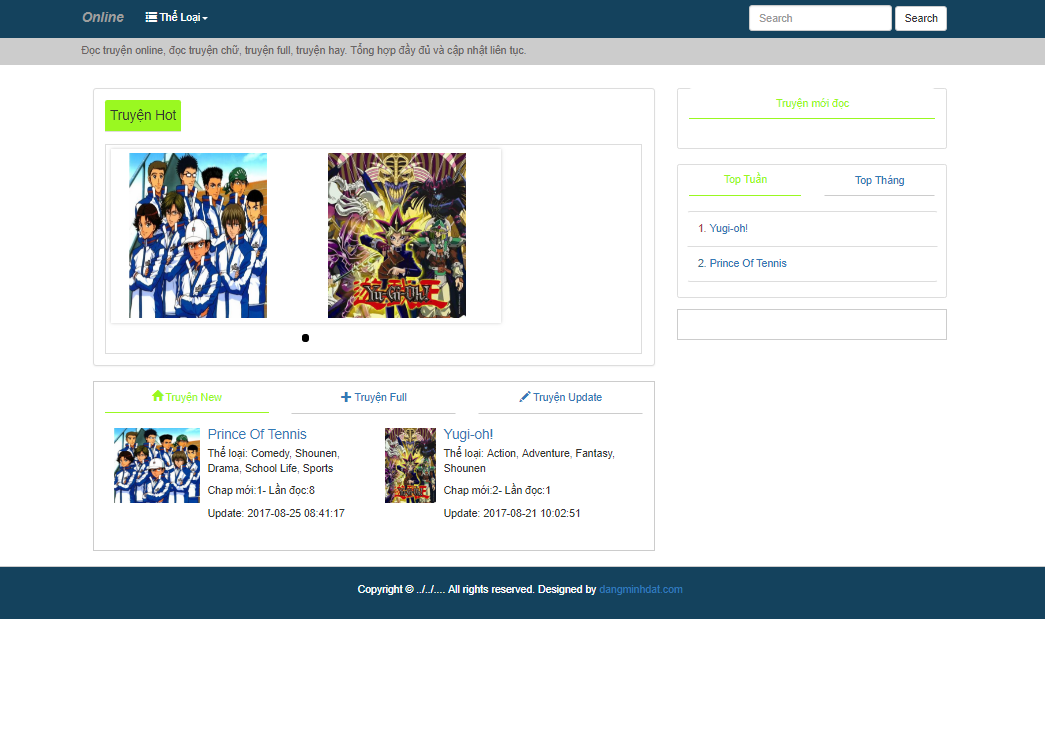 Online Thể Loại Search Search
Đọc truyện online, đọc truyện chữ, truyện full, truyện hay. Tổng hợp đầy đủ và cập nhật liên tục.
Truyện Hot
Yu-Gi-Oh!
Truyện New Truyện Full Truyện Update
Prince Of Tennis
Thể loại: Comedy, Shounen,
Drama, School Life, Sports
Chap mới:1- Lần đọc:8
Update: 2017-08-25 08:41:17
Yugi-oh!
Thể loại: Action, Adventure, Fantasy,
Shounen
Chap mới:2- Lần đọc:1
Update: 2017-08-21 10:02:51
Truyện mới đọc
Top Tuần Top Tháng
1. Yugi-oh!
2. Prince Of Tennis
Copyright © ../../.... All rights reserved. Designed by dangminhdat.com